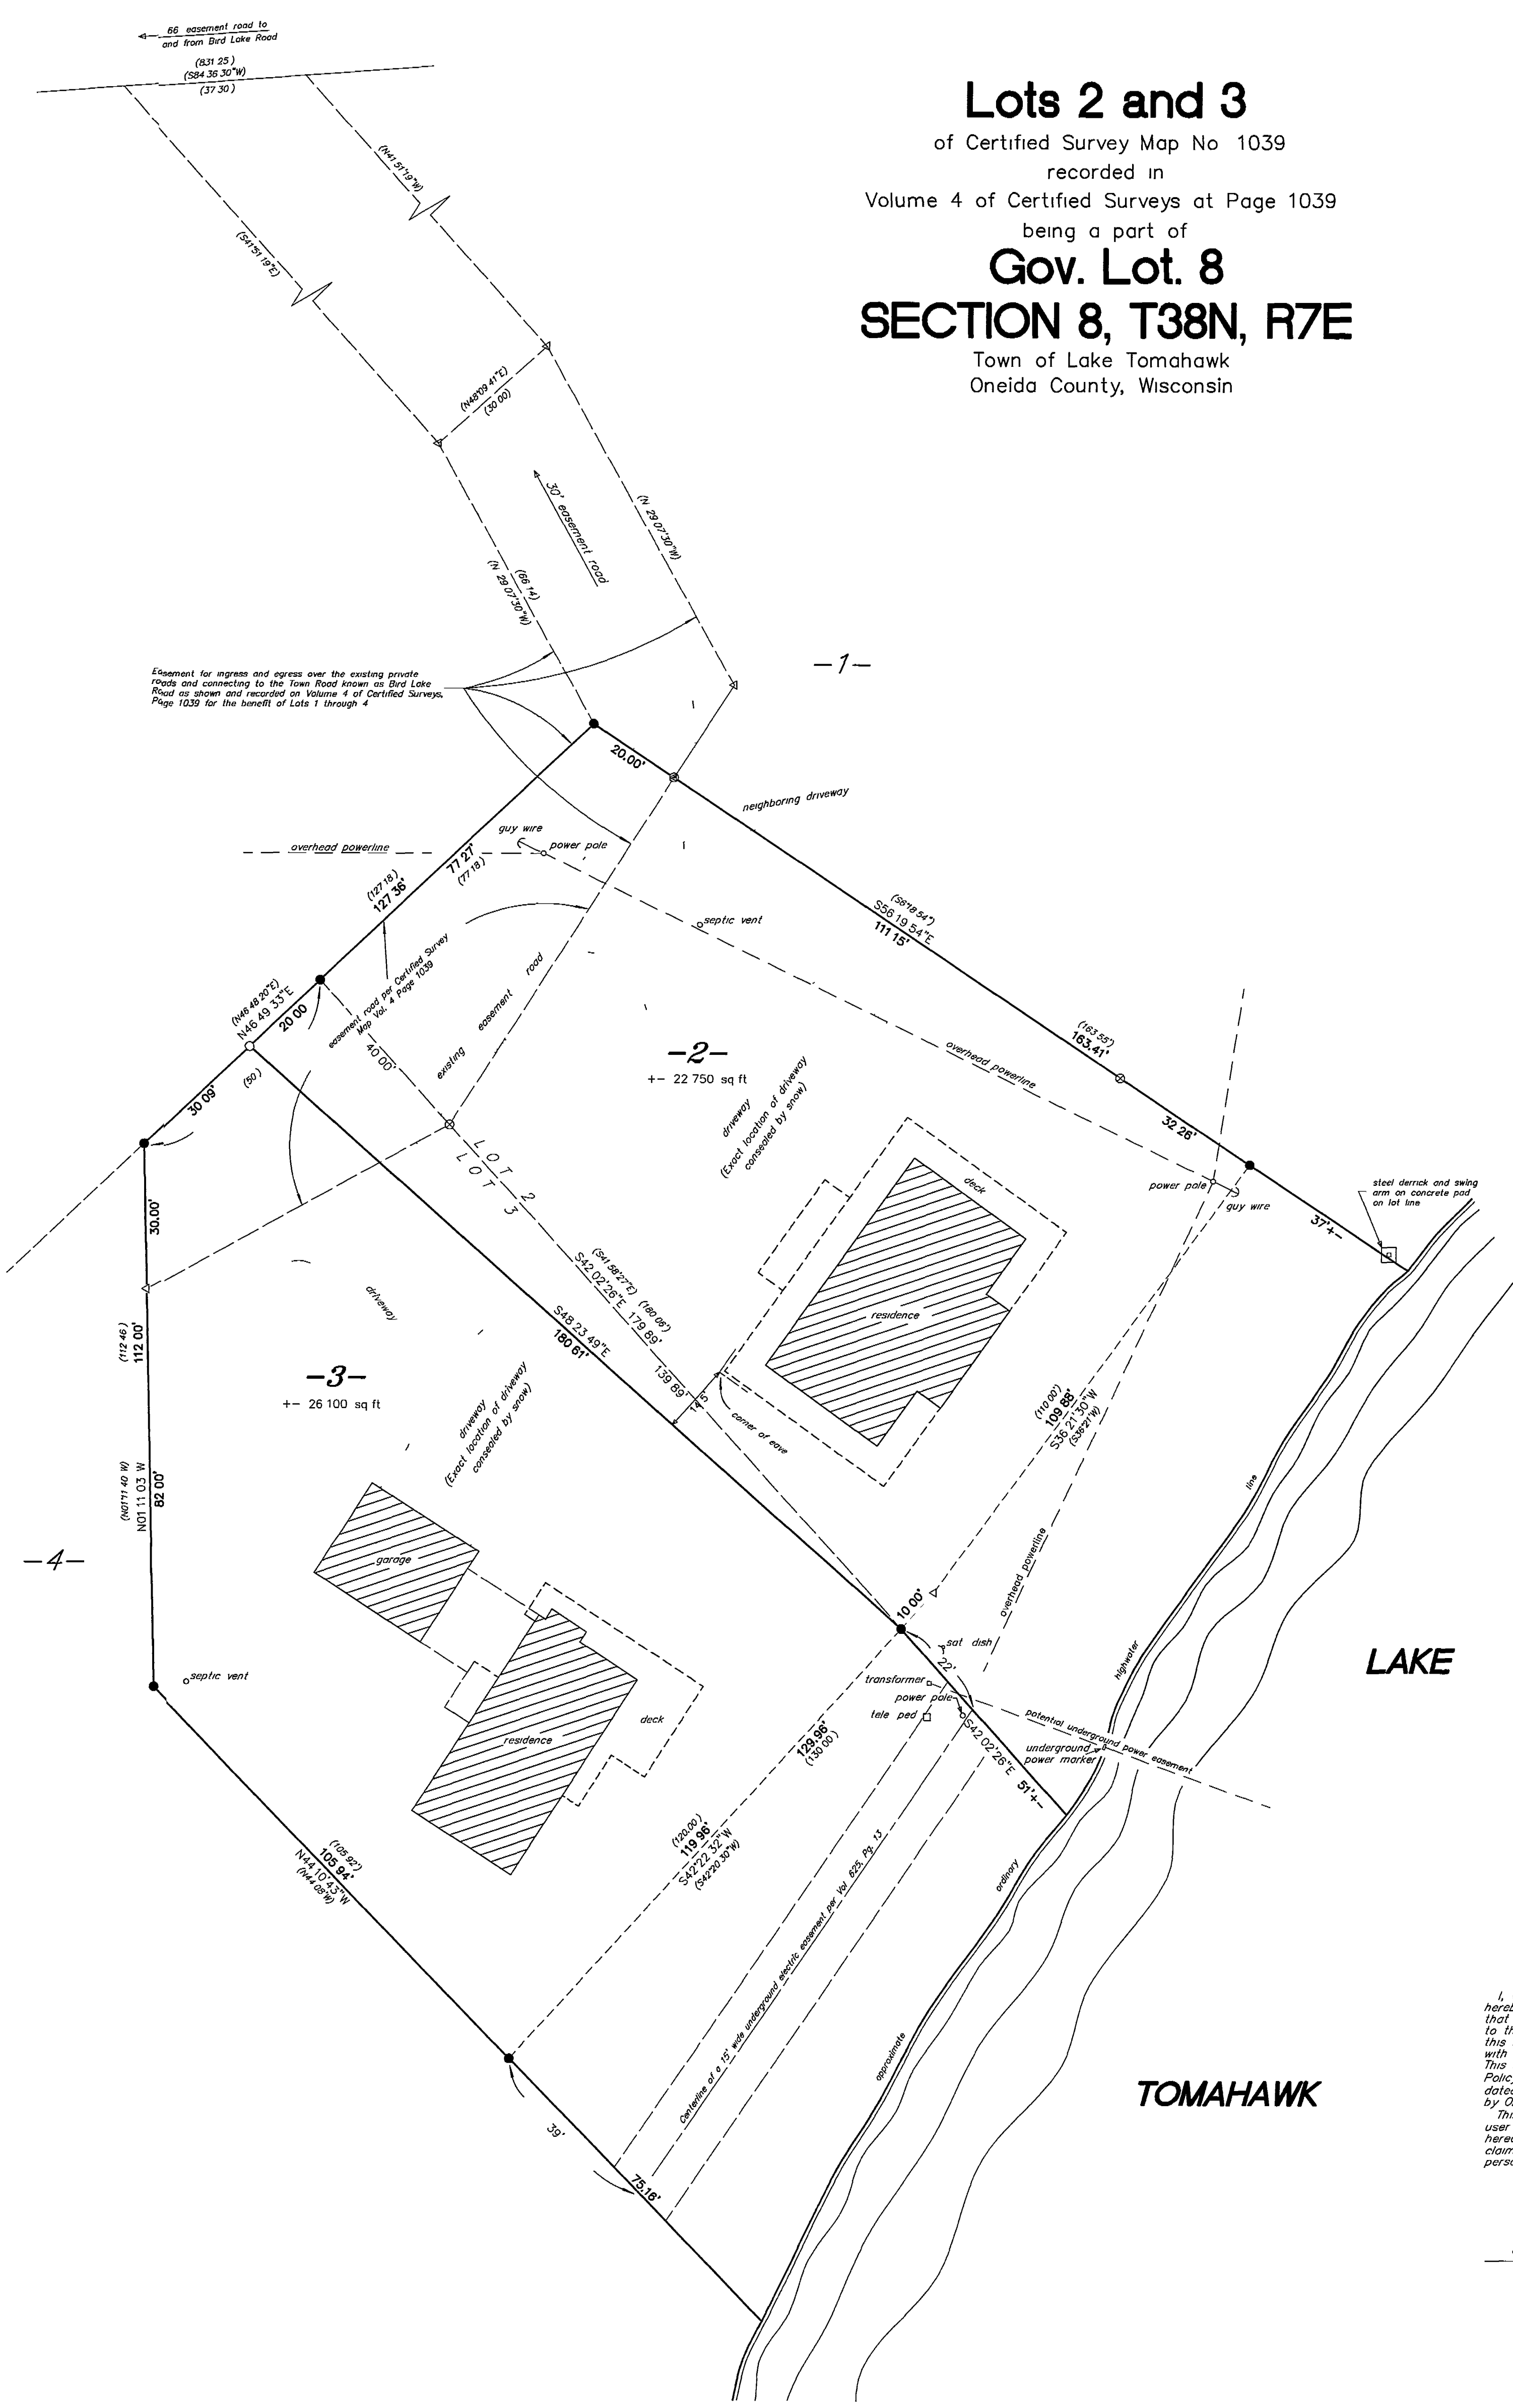 66 easement road to
and from Bird Lake Road
(831 25)
(S84 36 30"W)
(37 30)
Lots 2 and 3
of Certified Survey Map No 1039
recorded in
Volume 4 of Certified Surveys at Page 1039
being a part of
Gov. Lot. 8
SECTION 8, T38N, R7E
Town of Lake Tomahawk
Oneida County, Wisconsin
(N41 51'19"W)
(S41°51 19"E)
(N48°09 41"E)
(30 00)
30' easement road
(N 29 07'30"W)
(66 14)
(N 29 07'30"W)
-1-
Easement for ingress and egress over the existing private
roads and connecting to the Town Road known as Bird Lake
Road as shown and recorded on Volume 4 of Certified Surveys,
Page 1039 for the benefit of Lots 1 through 4
20.00'
neighboring driveway
guy wire
overhead powerline
power pole
77 27'
(77 18)
(127 18)
127 36'
septic vent
(S6°18 54")
S56 19 54"E
111 15'
easement road per Certified Survey
Map Vol. 4 Page 1039
existing easement road
(N46 48 20"E)
N46 49 33"E
20 00
40 00'
(50 )
30 09'
-2-
+- 22 750 sq ft
overhead powerline
(163 55')
163.41'
driveway
(Exact location of driveway
consealed by snow)
32 26'
LOT 2
LOT 3
deck
power pole
guy wire
steel derrick and swing
arm on concrete pad
on lot line
37'+-
30.00'
driveway
residence
(S41 58'27"E) (180 06')
S42 02'26"E 179 89'
S48 23 49"E
180 61'
(112 46)
112 00'
-3-
+- 26 100 sq ft
139 89'
14.5
corner of eave
driveway
(Exact location of driveway
consealed by snow)
(110 00')
109 88'
S36 21'30"W
(S36°21'W)
(N01°11 40 W)
N01 11 03 W
82 00'
line
-4-
garage
overhead powerline
10 00'
sat dish
22'
highwater
LAKE
septic vent
transformer
power pole
tele ped
deck
residence
potential underground power easement
underground
power marker
S42 02'26"E
51'+-
129.96'
(130 00)
(120.00)
119 96'
S42°22 32"W
(S42°20 30"W)
(105 92')
105 94'
N44 10'43"W
(N44 08'W)
Centerline of a 15' wide underground electric easement per Vol 625, Pg. 13
ordinary
approximate
TOMAHAWK
39'
75.16'
I,
that
to th
this
with
This
Polic
dated
by O
Thi
user
claim
pers